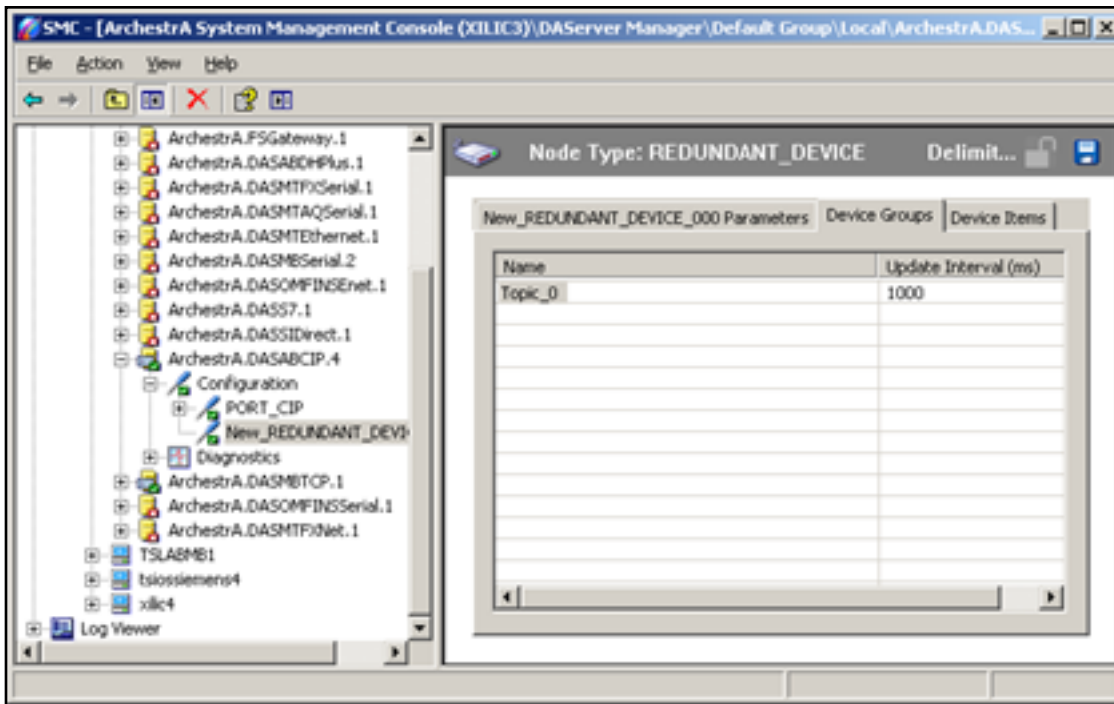 SMC - [ArchestrA System Management Console (XILIC3)\DAServer Manager\Default Group\Local\ArchestrA.DAS...
File Action View Help
ArchestrA.FSGateway.1
ArchestrA.DASABDHPlus.1
ArchestrA.DASMTFXSerial.1
ArchestrA.DASMTAQSerial.1
ArchestrA.DASMTEthernet.1
ArchestrA.DASMBSerial.2
ArchestrA.DASOMFINSEnet.1
ArchestrA.DASS7.1
ArchestrA.DASSIDirect.1
ArchestrA.DASABCIP.4
Configuration
PORT_CIP
New_REDUNDANT_DEVI
Diagnostics
ArchestrA.DASMBTCP.1
ArchestrA.DASOMFINSSerial.1
ArchestrA.DASMTFXNet.1
TSLABMB1
tsiossiemens4
xilic4
Log Viewer
Node Type: REDUNDANT_DEVICE Delimit...
New_REDUNDANT_DEVICE_000 Parameters Device Groups Device Items
Name Update Interval (ms)
Topic_0 1000